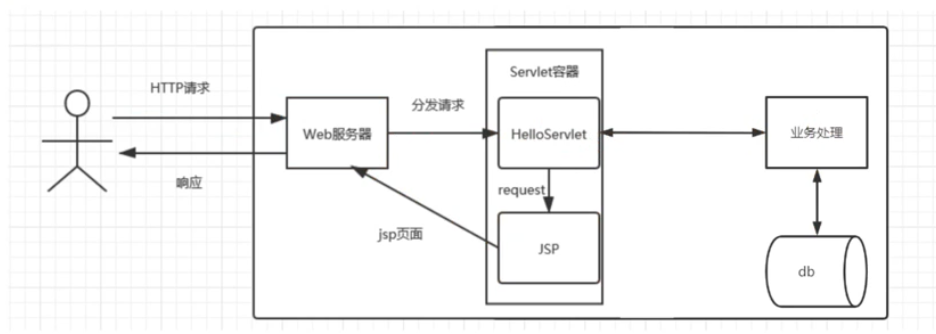 HTTP请求
响应
Web服务器
分发请求
jsp页面
Servlet容器
HelloServlet
request
JSP
业务处理
db